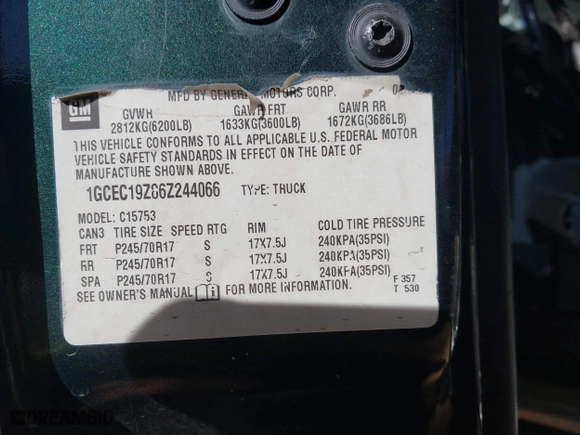 MFD BY GENERAL MOTORS CORP. 0
GM
GVWR GAWR FRT GAWR RR
2812KG(6200LB) 1633KG(3600LB) 1672KG(3686LB)
THIS VEHICLE CONFORMS TO ALL APPLICABLE U.S. FEDERAL MOTOR
VEHICLE SAFETY STANDARDS IN EFFECT ON THE DATE OF
MANUFACTURE SHOWN ABOVE.
1GCEC19ZG6Z244066 TYPE: TRUCK
MODEL: C15753
CAN3 TIRE SIZE SPEED RTG RIM COLD TIRE PRESSURE
FRT P245/70R17 S 17X7.5J 240KPA(35PSI)
RR P245/70R17 S 17X7.5J 240KPA(35PSI)
SPA P245/70R17 S 17X7.5J 240KPA(35PSI)
SEE OWNER'S MANUAL FOR MORE INFORMATION.
F 357
T 530
DREAMBID